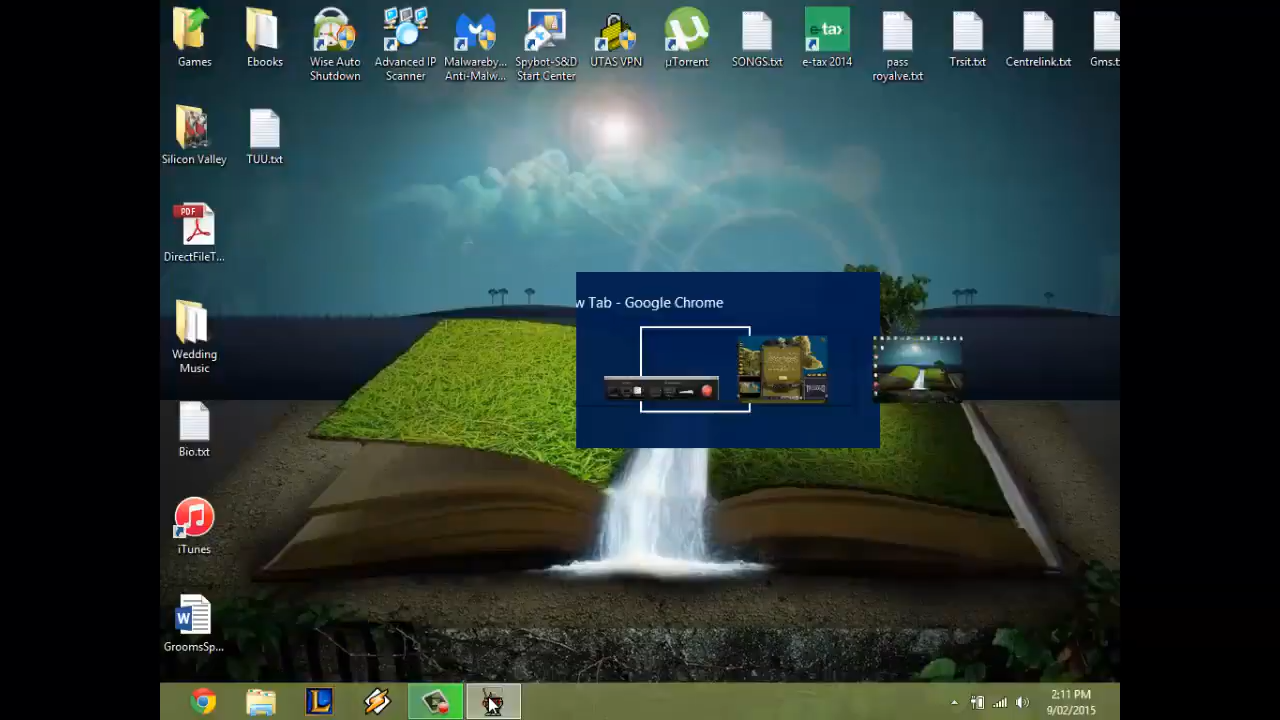 Games
Ebooks
Wise Auto
Shutdown
Advanced IP
Scanner
Malwareby...
Anti-Malw...
Spybot-S&D
Start Center
UTAS VPN
µTorrent
SONGS.txt
e-tax
e-tax 2014
pass
royalve.txt
Trsit.txt
Centrelink.txt
Gms.t
Silicon Valley
TUU.txt
PDF
DirectFileT...
w Tab - Google Chrome
Wedding
Music
Bio.txt
iTunes
W
GroomsSp...
L
2:11 PM
9/02/2015